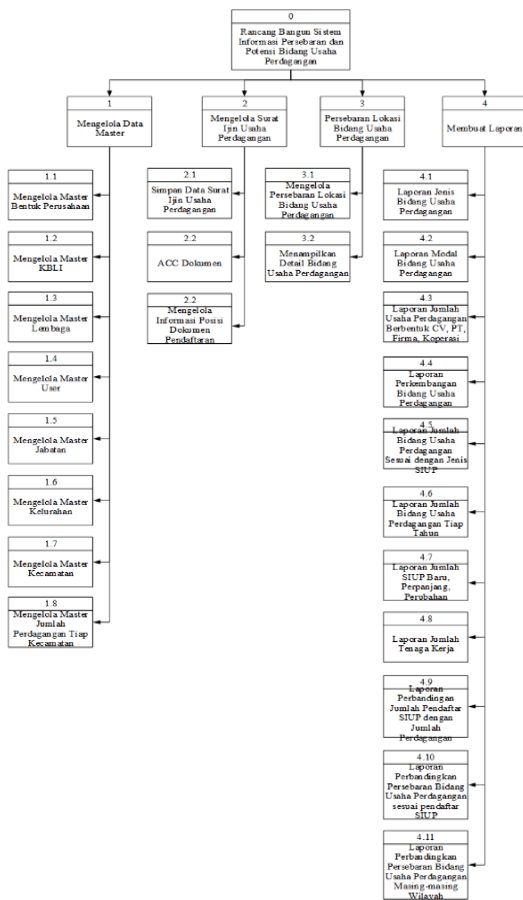 0
Rancang Bangun Sistem
Informasi Persebaran dan
Potensi Bidang Usaha
Perdagangan
1
Mengelola Data
Master
2
Mengelola Surat
Ijin Usaha
Perdagangan
3
Persebaran Lokasi
Bidang Usaha
Perdagangan
4
Membuat Laporan
1.1
Mengelola Master
Bentuk Perusahaan
1.2
Mengelola Master
KBLI
1.3
Mengelola Master
Lembaga
1.4
Mengelola Master
User
1.5
Mengelola Master
Jabatan
1.6
Mengelola Master
Kelurahan
1.7
Mengelola Master
Kecamatan
1.8
Mengelola Master
Jumlah
Perdagangan Tiap
Kecamatan
2.1
Simpan Data Surat
Ijin Usaha
Perdagangan
2.2
ACC Dokumen
2.2
Mengelola
Informasi Posisi
Dokumen
Pendaftaran
3.1
Mengelola
Persebaran Lokasi
Bidang Usaha
Perdagangan
3.2
Menampilkan
Detail Bidang
Usaha Perdagangan
4.1
Laporan Jenis
Bidang Usaha
Perdagangan
4.2
Laporan Modal
Bidang Usaha
Perdagangan
4.3
Laporan Jumlah
Usaha Perdagangan
Berbentuk CV, PT,
Firma, Koperasi
4.4
Laporan
Perkembangan
Bidang Usaha
Perdagangan
4.5
Laporan Jumlah
Bidang Usaha
Perdagangan
Sesuai dengan Jenis
SIUP
4.6
Laporan Jumlah
Bidang Usaha
Perdagangan Tiap
Tahun
4.7
Laporan Jumlah
SIUP Baru,
Perpanjang,
Perubahan
4.8
Laporan Jumlah
Tenaga Kerja
4.9
Laporan
Perbandingan
Jumlah Pendaftar
SIUP dengan
Jumlah
Perdagangan
4.10
Laporan
Perbandingkan
Persebaran Bidang
Usaha Perdagangan
sesuai pendaftar
SIUP
4.11
Laporan
Perbandingkan
Persebaran Bidang
Usaha Perdagangan
Masing-masing
Wilayah